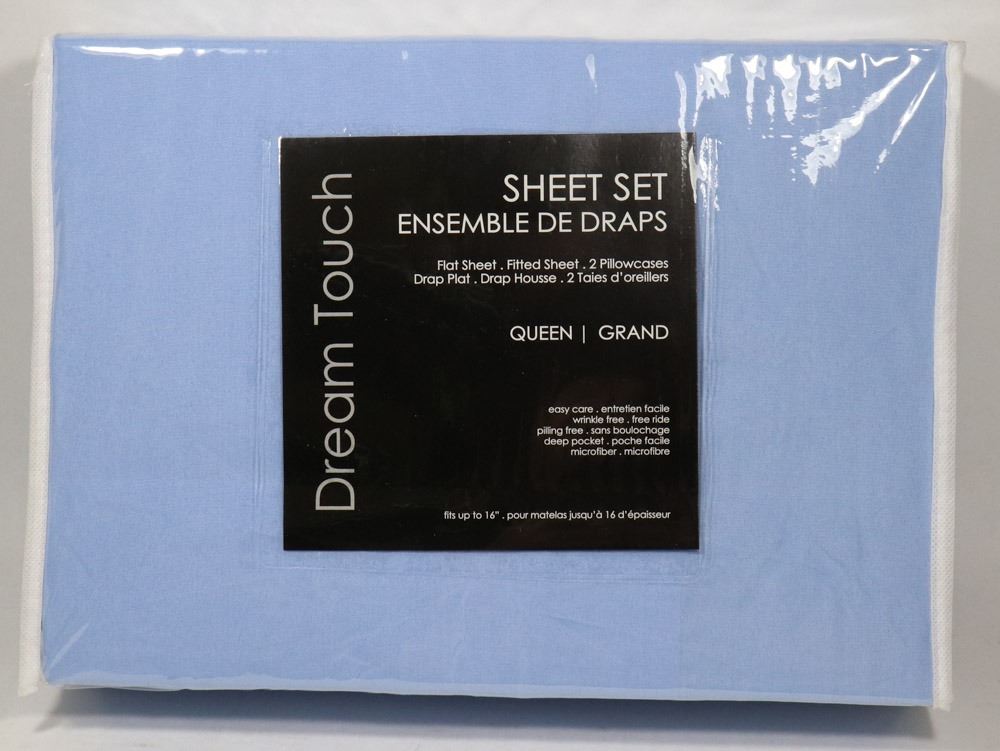 Dream Touch
SHEET SET
ENSEMBLE DE DRAPS
Flat Sheet . Fitted Sheet . 2 Pillowcases
Drap Plat . Drap Housse . 2 Taies d'oreillers
QUEEN | GRAND
easy care . entretien facile
wrinkle free . free ride
pilling free . sans boulochage
deep pocket . poche facile
microfiber . microfibre
fits up to 16" . pour matelas jusqu'à 16 d'épaisseur